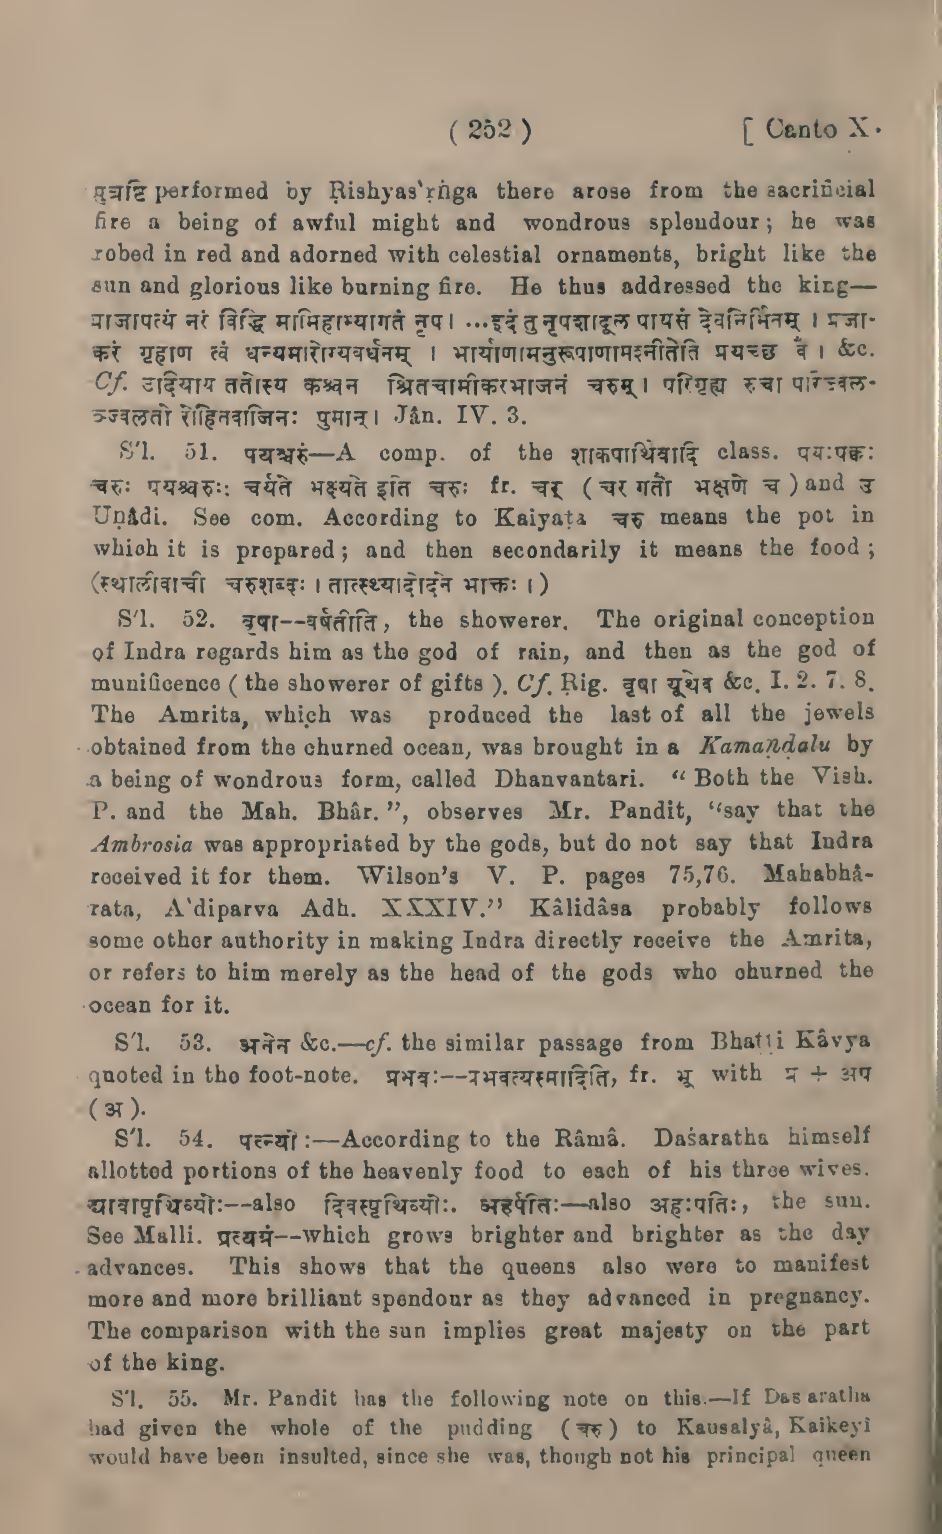 ( 252 ) [ Canto X.
पुत्रेष्टि performed by Ṛishyas'ṛṅga there arose from the sacrificial
fire a being of awful might and wondrous splendour; he was
robed in red and adorned with celestial ornaments, bright like the
sun and glorious like burning fire. He thus addressed the king—
प्राजापत्यं नरं विद्धि मामिहाभ्यागतं नृप। ...इदं तु नृपशार्दूल पायसं देवनिर्मितम् । प्रजा-
करं गृहाण त्वं धन्यमारोग्यवर्धनम् । भार्याणामनुरूपाणामश्नीतेति प्रयच्छ वै । &c.
Cf. उदियाय ततोस्य कश्चन श्रितचामीकरभाजनं चरुम्। परिगृह्य रुचा परिज्वल-
ञ्ज्वलतो रोहितवाजिनः पुमान्। Jân. IV. 3.
S'l. 51. पयश्चरुं—A comp. of the शाकपार्थिवादि class. पयःपक्कः
चरुः पयश्चरुः; चर्यते भक्ष्यते इति चरुः fr. चर् ( चर गतौ भक्षणे च ) and उ
Uṇâdi. See com. According to Kaiyaṭa चरु means the pot in
which it is prepared; and then secondarily it means the food;
(स्थालीवाची चरुशब्दः । तात्स्थ्यादोदने भाक्तः ।)
S'l. 52. वृषा--वर्षतीति, the showerer. The original conception
of Indra regards him as the god of rain, and then as the god of
munificence ( the showerer of gifts ). Cf. Ṛig. वृषा यूथेव &c. I. 2. 7. 8.
The Amrita, which was produced the last of all the jewels
obtained from the churned ocean, was brought in a Kamaṇḍalu by
a being of wondrous form, called Dhanvantari. “ Both the Vish.
P. and the Mah. Bhâr. ”, observes Mr. Pandit, “say that the
Ambrosia was appropriated by the gods, but do not say that Indra
received it for them. Wilson's V. P. pages 75,76. Mahabhâ-
rata, A'diparva Adh. XXXIV.” Kâlidâsa probably follows
some other authority in making Indra directly receive the Amrita,
or refers to him merely as the head of the gods who churned the
ocean for it.
S'l. 53. अनेन &c.—cf. the similar passage from Bhaṭṭi Kâvya
quoted in the foot-note. प्रभवः--प्रभवत्यस्मादिति, fr. भू with प्र + अप
( अ ).
S'l. 54. पत्न्योः:—According to the Râmâ. Daśaratha himself
allotted portions of the heavenly food to each of his three wives.
द्यावापृथिव्योः--also दिवस्पृथिव्योः. अहर्पतिः—also अहःपतिः, the sun.
See Malli. प्रत्यग्रं--which grows brighter and brighter as the day
advances. This shows that the queens also were to manifest
more and more brilliant spendour as they advanced in pregnancy.
The comparison with the sun implies great majesty on the part
of the king.
S'l. 55. Mr. Pandit has the following note on this.—If Das aratha
had given the whole of the pudding ( चरु ) to Kausalyâ, Kaikeyî
would have been insulted, since she was, though not his principal queen